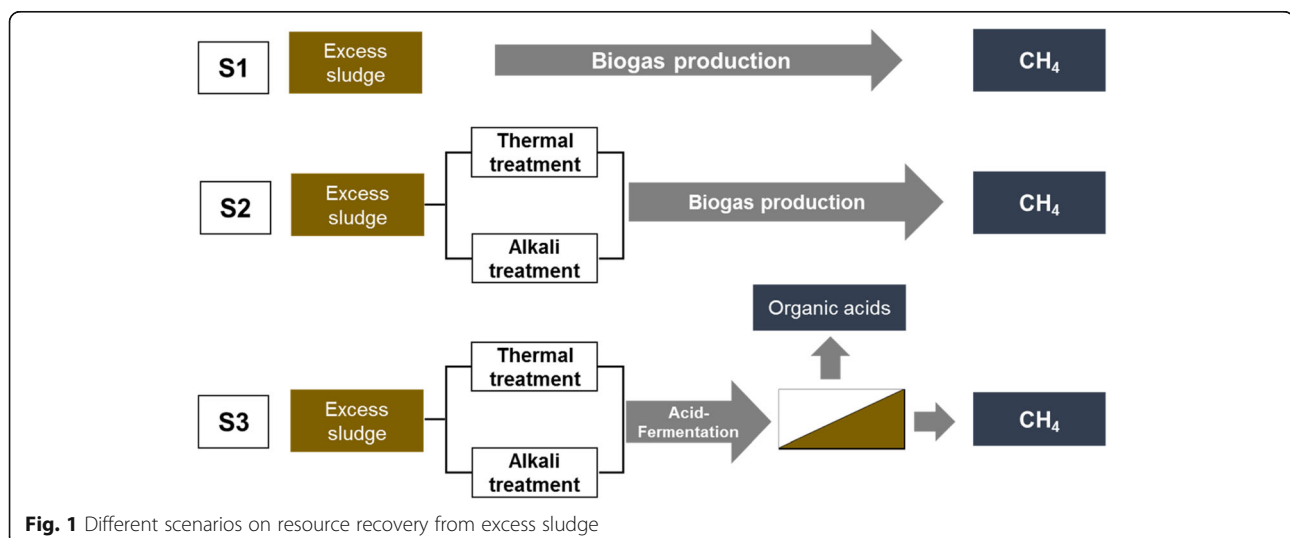 S1
Excess
sludge
Biogas production
CH₄
S2
Excess
sludge
Thermal
treatment
Alkali
treatment
Biogas production
CH₄
S3
Excess
sludge
Thermal
treatment
Alkali
treatment
Acid-
Fermentation
Organic acids
CH₄
Fig. 1 Different scenarios on resource recovery from excess sludge